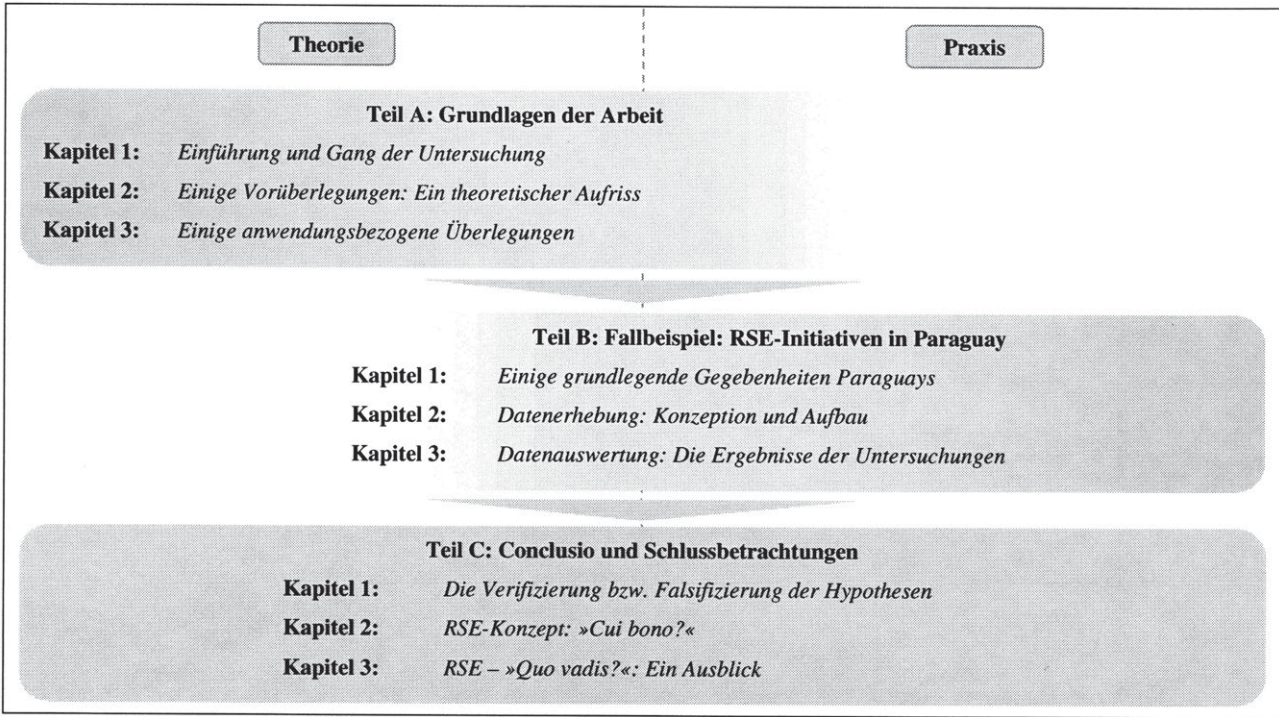 Theorie
Praxis
Teil A: Grundlagen der Arbeit
Kapitel 1: Einführung und Gang der Untersuchung
Kapitel 2: Einige Vorüberlegungen: Ein theoretischer Aufriss
Kapitel 3: Einige anwendungsbezogene Überlegungen
Teil B: Fallbeispiel: RSE-Initiativen in Paraguay
Kapitel 1: Einige grundlegende Gegebenheiten Paraguays
Kapitel 2: Datenerhebung: Konzeption und Aufbau
Kapitel 3: Datenauswertung: Die Ergebnisse der Untersuchungen
Teil C: Conclusio und Schlussbetrachtungen
Kapitel 1: Die Verifizierung bzw. Falsifizierung der Hypothesen
Kapitel 2: RSE-Konzept: »Cui bono?«
Kapitel 3: RSE – »Quo vadis?«: Ein Ausblick